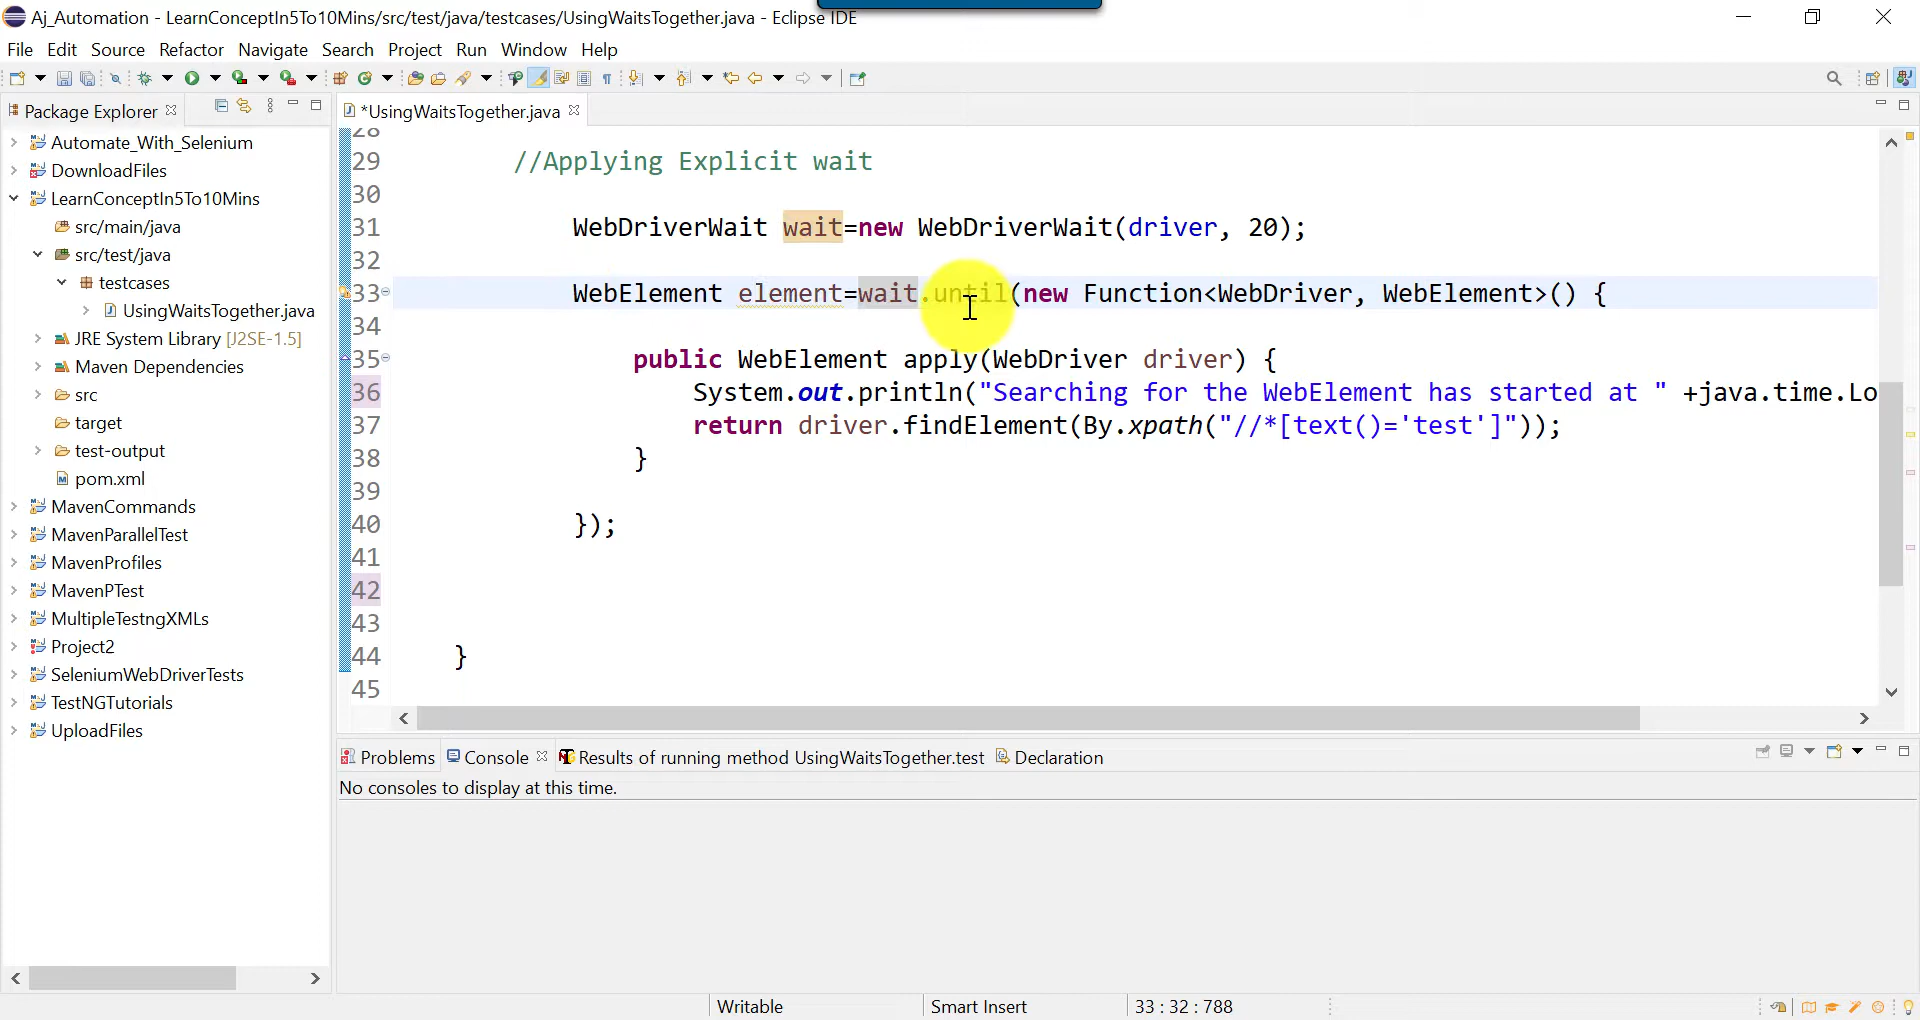 Aj_Automation - LearnConceptIn5To10Mins/src/test/java/testcases/UsingWaitsTogether.java - Eclipse IDE
File Edit Source Refactor Navigate Search Project Run Window Help
Package Explorer
*UsingWaitsTogether.java
Automate_With_Selenium
DownloadFiles
LearnConceptIn5To10Mins
src/main/java
src/test/java
testcases
UsingWaitsTogether.java
JRE System Library [J2SE-1.5]
Maven Dependencies
src
target
test-output
pom.xml
MavenCommands
MavenParallelTest
MavenProfiles
MavenPTest
MultipleTestngXMLs
Project2
SeleniumWebDriverTests
TestNGTutorials
UploadFiles
28
29 //Applying Explicit wait
30
31 WebDriverWait wait=new WebDriverWait(driver, 20);
32
33 WebElement element=wait.until(new Function<WebDriver, WebElement>() {
34
35 public WebElement apply(WebDriver driver) {
36 System.out.println("Searching for the WebElement has started at " +java.time.Lo
37 return driver.findElement(By.xpath("//*[text()='test']"));
38 }
39
40 });
41
42
43
44 }
45
Problems Console Results of running method UsingWaitsTogether.test Declaration
No consoles to display at this time.
Writable Smart Insert 33 : 32 : 788